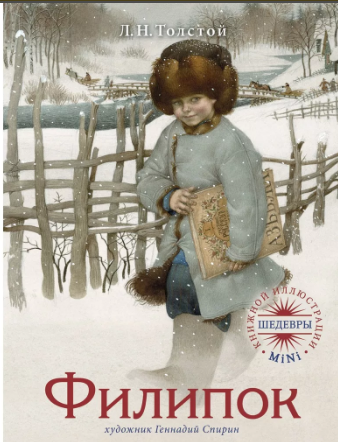 Л.Н.Толстой
АЗБУКА
КНИЖНОЙ ИЛЛЮСТРАЦИИ
ШЕДЕВРЫ
MiNi
Филипок
художник Геннадий Спирин